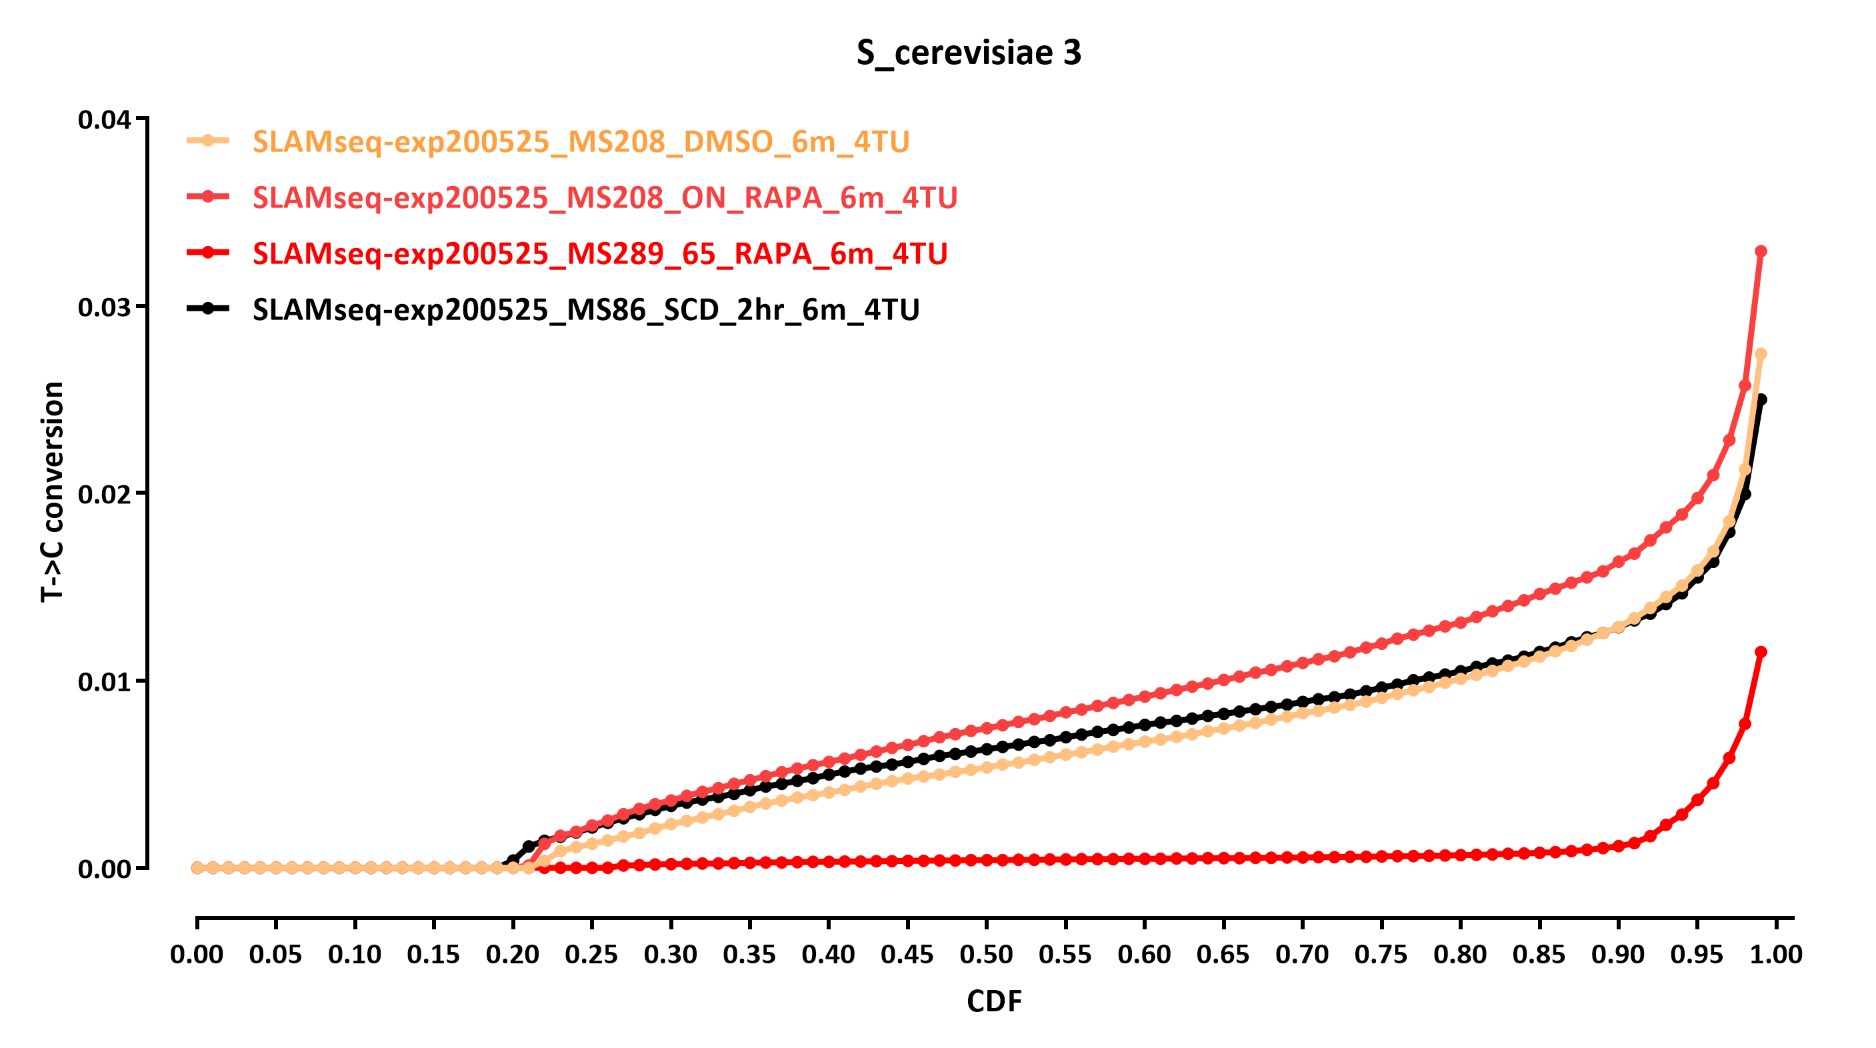 S_cerevisiae 3
0.04
SLAMseq-exp200525_MS208_DMSO_6m_4TU
SLAMseq-exp200525_MS208_ON_RAPA_6m_4TU
SLAMseq-exp200525_MS289_65_RAPA_6m_4TU
0.03
SLAMseq-exp200525_MS86_SCD_2hr_6m_4TU
T->C conversion
0.02
0.01
0.00
0.00 0.05 0.10 0.15 0.20 0.25 0.30 0.35 0.40 0.45 0.50 0.55 0.60 0.65 0.70 0.75 0.80 0.85 0.90 0.95 1.00
CDF